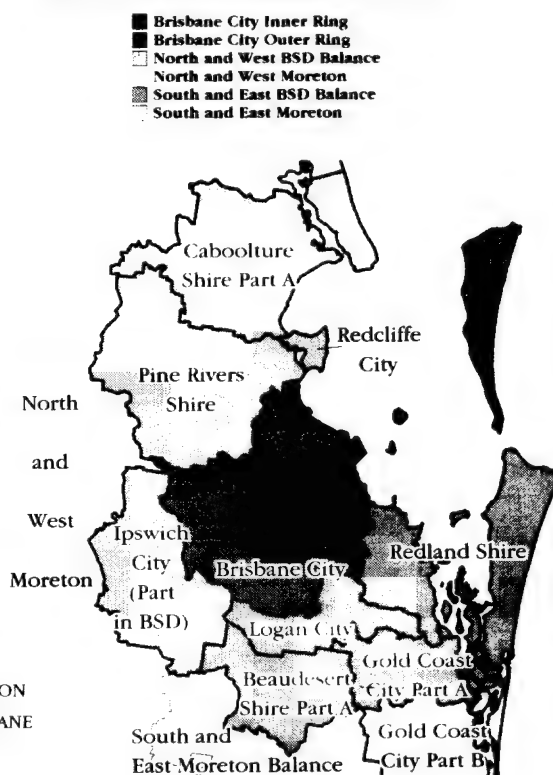 Brisbane City Inner Ring
Brisbane City Outer Ring
North and West BSD Balance
North and West Moreton
South and East BSD Balance
South and East Moreton
Caboolture
Shire Part A
Redcliffe
City
Pine Rivers
Shire
North
and
West
Moreton
Ipswich
City
(Part
in BSD)
Brisbane City
Redland Shire
Logan City
Beaudesert
Shire Part A
Gold Coast
City Part A
ON
ANE
South and
East Moreton Balance
Gold Coast
City Part B